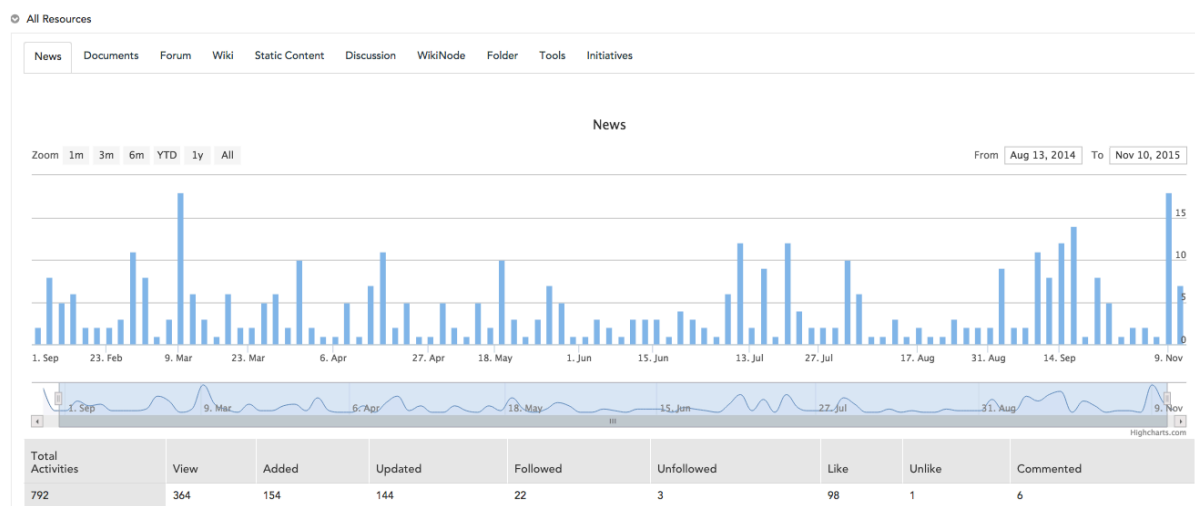 All Resources
News Documents Forum Wiki Static Content Discussion WikiNode Folder Tools Initiatives
News
Zoom 1m 3m 6m YTD 1y All From Aug 13, 2014 To Nov 10, 2015
15
10
5
0
1. Sep 23. Feb 9. Mar 23. Mar 6. Apr 27. Apr 18. May 1. Jun 15. Jun 13. Jul 27. Jul 17. Aug 31. Aug 14. Sep 9. Nov
1. Sep 9. Mar 6. Apr 18. May 15. Jun 27. Jul 31. Aug 9. Nov
Highcharts.com
Total
Activities View Added Updated Followed Unfollowed Like Unlike Commented
792 364 154 144 22 3 98 1 6